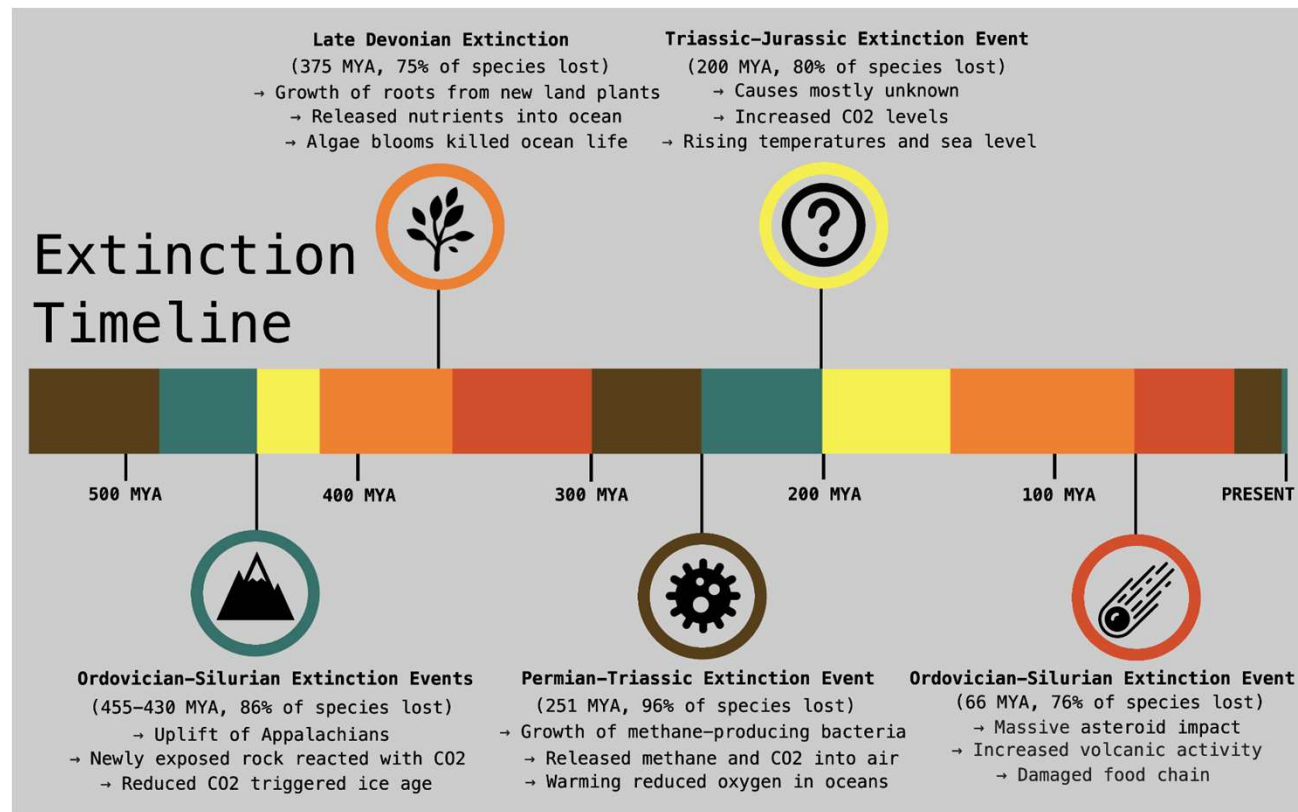 Late Devonian Extinction
(375 MYA, 75% of species lost)
→ Growth of roots from new land plants
→ Released nutrients into ocean
→ Algae blooms killed ocean life
Triassic-Jurassic Extinction Event
(200 MYA, 80% of species lost)
→ Causes mostly unknown
→ Increased CO2 levels
→ Rising temperatures and sea level
?
Extinction
Timeline
500 MYA
400 MYA
300 MYA
200 MYA
100 MYA
PRESENT
Ordovician-Silurian Extinction Events
(455-430 MYA, 86% of species lost)
→ Uplift of Appalachians
→ Newly exposed rock reacted with CO2
→ Reduced CO2 triggered ice age
Permian-Triassic Extinction Event
(251 MYA, 96% of species lost)
→ Growth of methane-producing bacteria
→ Released methane and CO2 into air
→ Warming reduced oxygen in oceans
Ordovician-Silurian Extinction Event
(66 MYA, 76% of species lost)
→ Massive asteroid impact
→ Increased volcanic activity
→ Damaged food chain